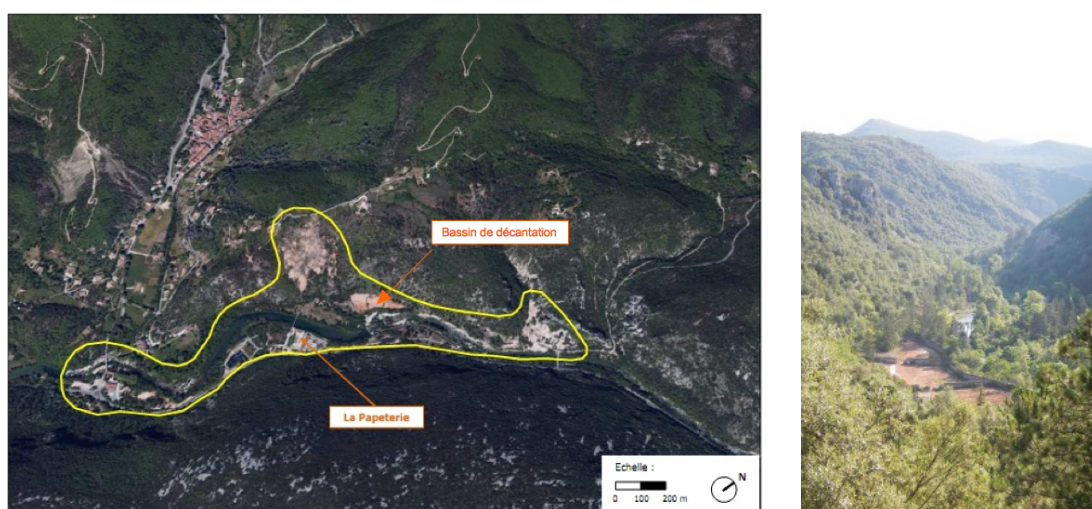 Bassin de décantation
La Papeterie
Echelle :
N
0 100 200 m